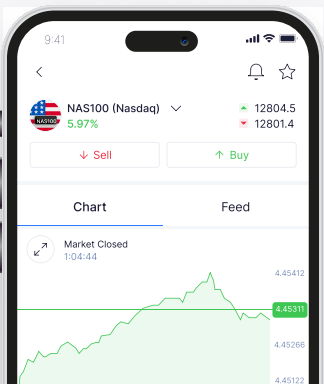 9:41
NAS100
NAS100 (Nasdaq)
5.97%
12804.5
12801.4
Sell
Buy
Chart
Feed
Market Closed
1:04:44
4.45412
4.45311
4.45266
4.45122